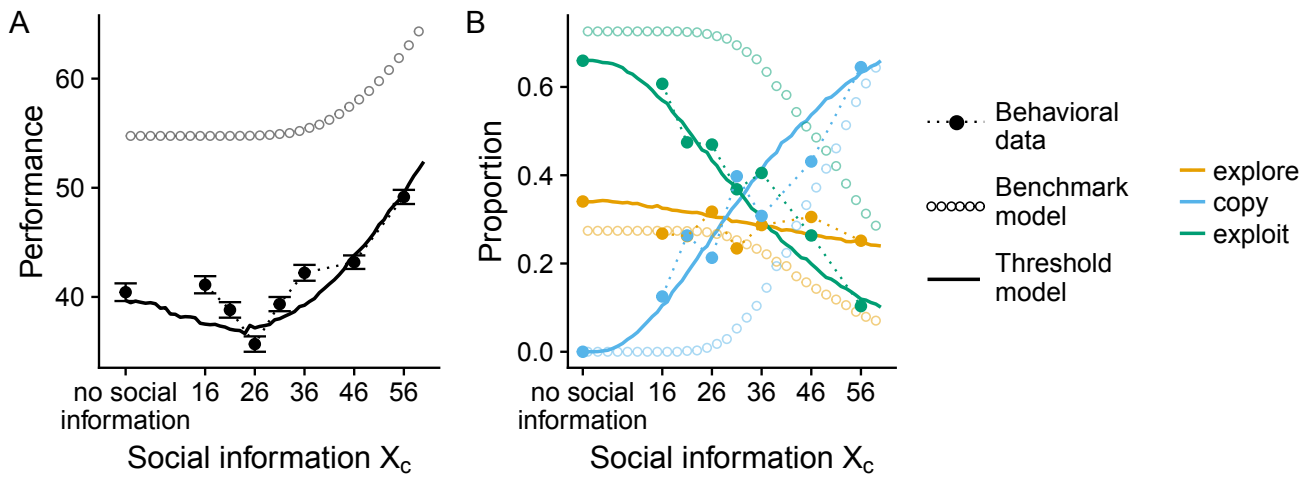 A
Performance
60
50
40
no social
information
16
26
36
46
56
Social information Xc
B
Proportion
0.6
0.4
0.2
0.0
no social
information
16
26
36
46
56
Social information Xc
Behavioral
data
Benchmark
model
Threshold
model
explore
copy
exploit